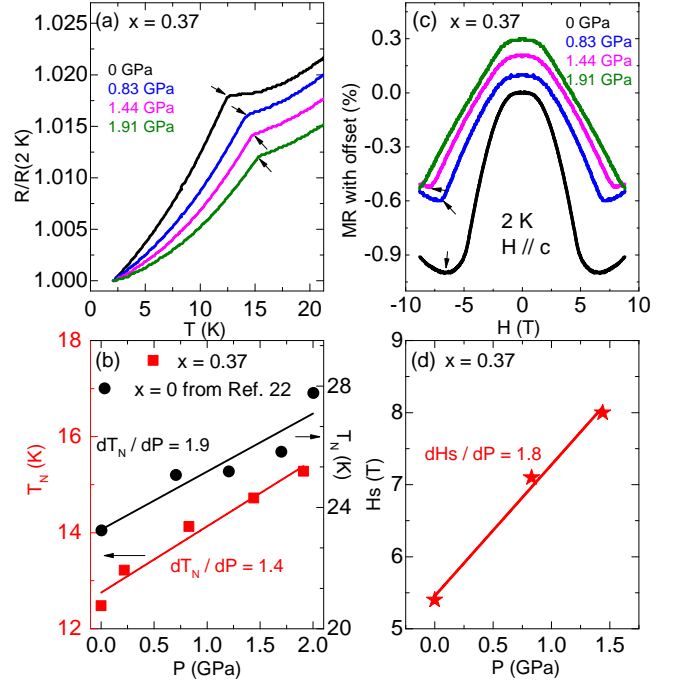 (a) x = 0.37
0 GPa
0.83 GPa
1.44 GPa
1.91 GPa
1.020
1.015
1.010
1.005
1.000
R/R(2 K)
0 5 10 15 20
T (K)
(c) x = 0.37
0 GPa
0.83 GPa
1.44 GPa
1.91 GPa
0.3
0.0
-0.3
-0.6
-0.9
MR with offset (%)
2 K
H // c
-10 -5 0 5 10
H (T)
(b) x = 0.37
x = 0 from Ref. 22
dT_N / dP = 1.9
dT_N / dP = 1.4
18
16
14
12
T_N (K)
28
24
20
T_N (K)
0.0 0.5 1.0 1.5 2.0
P (GPa)
(d) x = 0.37
dHs / dP = 1.8
9
8
7
6
5
Hs (T)
0.0 0.5 1.0 1.5
P (GPa)